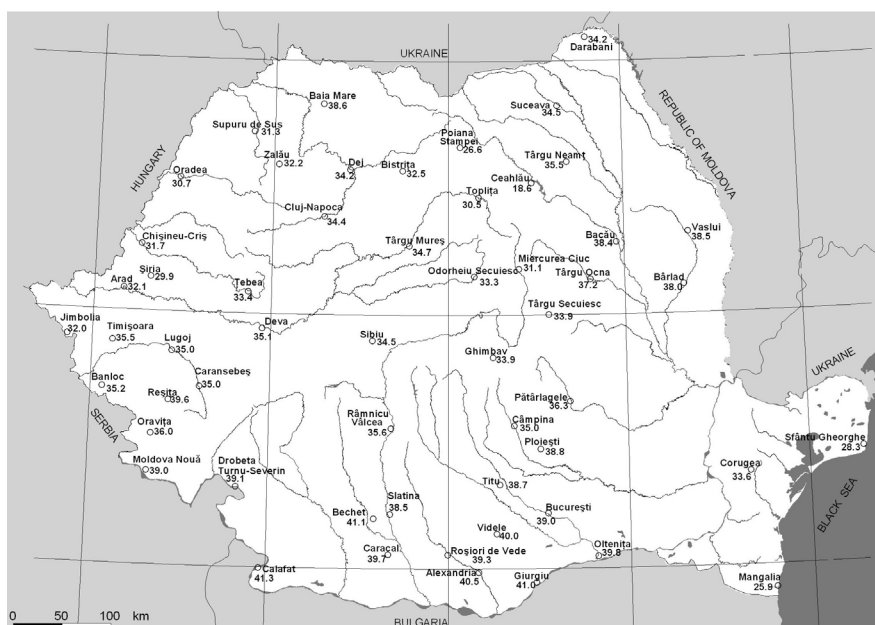 34.2
Darabani
UKRAINE
Baia Mare
38.6
Suceava
34.5
REPUBLIC OF MOLDOVA
Supuru de Sus
31.3
Poiana
Stampei
26.6
HUNGARY
Zalău
32.2
Dej
34.2
Bistrița
32.5
Târgu Neamț
35.5
Oradea
30.7
Ceahlău
18.6
Toplița
30.5
Cluj-Napoca
34.4
Chișineu-Criș
31.7
Târgu Mureș
34.7
Bacău
38.4
Vaslui
38.5
Șiria
29.9
Miercurea Ciuc
31.1
Odorheiu Secuiesc
33.3
Târgu Ocna
37.2
Bârlad
38.0
Arad
32.1
Țebea
33.4
Târgu Secuiesc
33.9
Jimbolia
32.0
Timișoara
35.5
Lugoj
35.0
Deva
35.1
Sibiu
34.5
Ghimbav
33.9
Banloc
35.2
Caransebeș
35.0
UKRAINE
Reșița
39.6
Pătârlagele
36.3
SERBIA
Oravița
36.0
Râmnicu
Vâlcea
35.6
Câmpina
35.0
Ploiești
38.8
Sfântu Gheorghe
28.3
Moldova Nouă
39.0
Drobeta
Turnu-Severin
39.1
Corugea
33.6
Titu
38.7
Slatina
38.5
Bechet
41.1
București
39.0
BLACK SEA
Videle
40.0
Caracal
39.7
Roșiori de Vede
39.3
Oltenița
39.8
Calafat
41.3
Alexandria
40.5
Giurgiu
41.0
Mangalia
25.9
0 50 100 km
BULGARIA